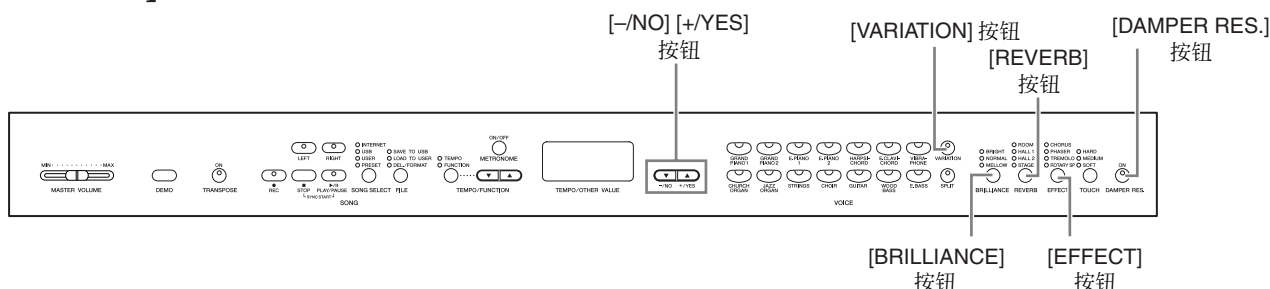 [–/NO] [+/YES]
按钮
[VARIATION] 按钮
[REVERB]
按钮
[DAMPER RES.]
按钮
MIN MAX
MASTER VOLUME
DEMO
ON
TRANSPOSE
REC
LEFT
RIGHT
STOP
PLAY/PAUSE
SYNCHRO START
SONG
INTERNET
USB
USER
PRESET
SONG SELECT
SAVE TO USB
LOAD TO USER
DEL./FORMAT
FILE
TEMPO
FUNCTION
ON/OFF
METRONOME
TEMPO/FUNCTION
TEMPO/OTHER VALUE
–/NO +/YES
GRAND PIANO 1
GRAND PIANO 2
E.PIANO 1
E.PIANO 2
HARPSI-CHORD
E.CLAVI-CHORD
VIBRA-PHONE
VARIATION
CHURCH ORGAN
JAZZ ORGAN
STRINGS
CHOIR
GUITAR
WOOD BASS
E.BASS
SPLIT
VOICE
BRIGHT
NORMAL
MELLOW
BRILLIANCE
ROOM
HALL 1
HALL 2
STAGE
REVERB
CHORUS
PHASER
TREMOLO
ROTARY SP
EFFECT
HARD
MEDIUM
SOFT
TOUCH
ON
DAMPER RES.
[BRILLIANCE]
按钮
[EFFECT]
按钮